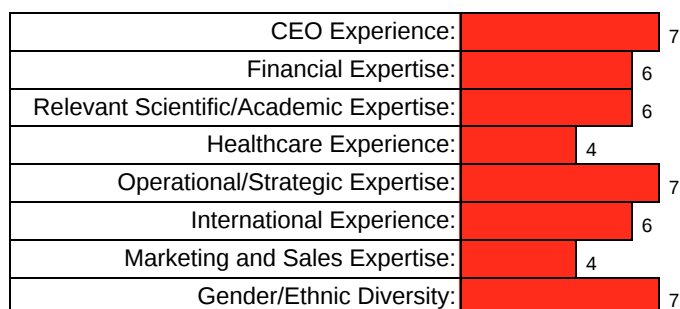 CEO Experience: 7
Financial Expertise: 6
Relevant Scientific/Academic Expertise: 6
Healthcare Experience: 4
Operational/Strategic Expertise: 7
International Experience: 6
Marketing and Sales Expertise: 4
Gender/Ethnic Diversity: 7